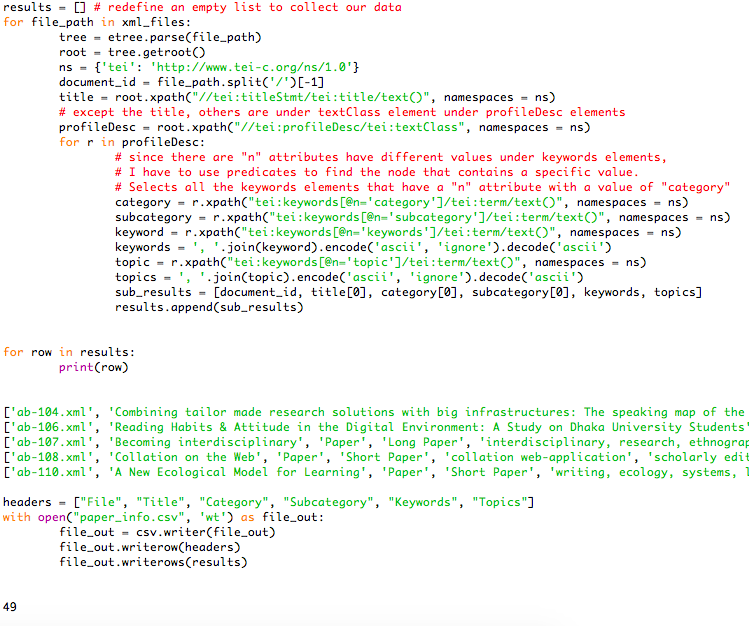 results = [] # redefine an empty list to collect our data
for file_path in xml_files:
        tree = etree.parse(file_path)
        root = tree.getroot()
        ns = {'tei': 'http://www.tei-c.org/ns/1.0'}
        document_id = file_path.split('/')[-1]
        title = root.xpath("//tei:titleStmt/tei:title/text()", namespaces = ns)
        # except the title, others are under textClass element under profileDesc elements
        profileDesc = root.xpath("//tei:profileDesc/tei:textClass", namespaces = ns)
        for r in profileDesc:
                # since there are "n" attributes have different values under keywords elements,
                # I have to use predicates to find the node that contains a specific value.
                # Selects all the keywords elements that have a "n" attribute with a value of "category"
                category = r.xpath("tei:keywords[@n='category']/tei:term/text()", namespaces = ns)
                subcategory = r.xpath("tei:keywords[@n='subcategory']/tei:term/text()", namespaces = ns)
                keyword = r.xpath("tei:keywords[@n='keywords']/tei:term/text()", namespaces = ns)
                keywords = ', '.join(keyword).encode('ascii', 'ignore').decode('ascii')
                topic = r.xpath("tei:keywords[@n='topic']/tei:term/text()", namespaces = ns)
                topics = ', '.join(topic).encode('ascii', 'ignore').decode('ascii')
                sub_results = [document_id, title[0], category[0], subcategory[0], keywords, topics]
                results.append(sub_results)
for row in results:
        print(row)
['ab-104.xml', 'Combining tailor made research solutions with big infrastructures: The speaking map of the
['ab-106.xml', 'Reading Habits & Attitude in the Digital Environment: A Study on Dhaka University Students'
['ab-107.xml', 'Becoming interdisciplinary', 'Paper', 'Long Paper', 'interdisciplinary, research, ethnograp
['ab-108.xml', 'Collation on the Web', 'Paper', 'Short Paper', 'collation web-application', 'scholarly edit
['ab-110.xml', 'A New Ecological Model for Learning', 'Paper', 'Short Paper', 'writing, ecology, systems, l
headers = ["File", "Title", "Category", "Subcategory", "Keywords", "Topics"]
with open("paper_info.csv", 'wt') as file_out:
        file_out = csv.writer(file_out)
        file_out.writerow(headers)
        file_out.writerows(results)
49